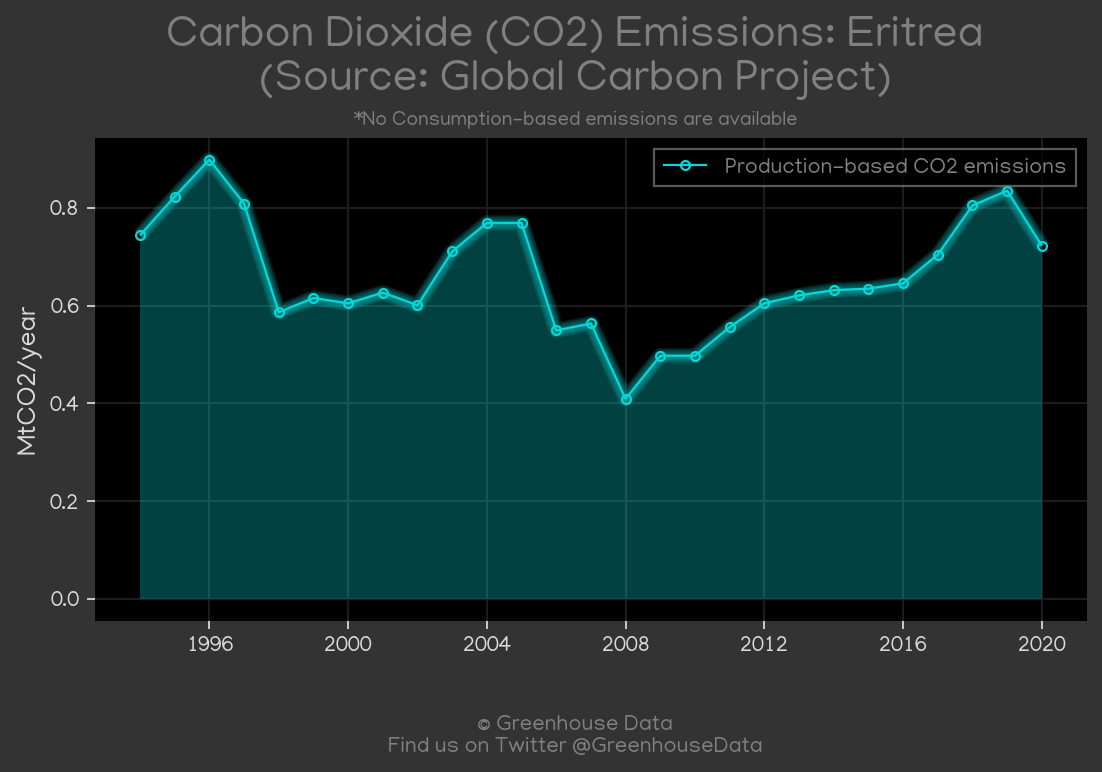 Carbon Dioxide (CO2) Emissions: Eritrea
(Source: Global Carbon Project)
*No Consumption-based emissions are available
Production-based CO2 emissions
MtCO2/year
0.8
0.6
0.4
0.2
0.0
1996 2000 2004 2008 2012 2016 2020
© Greenhouse Data
Find us on Twitter @GreenhouseData